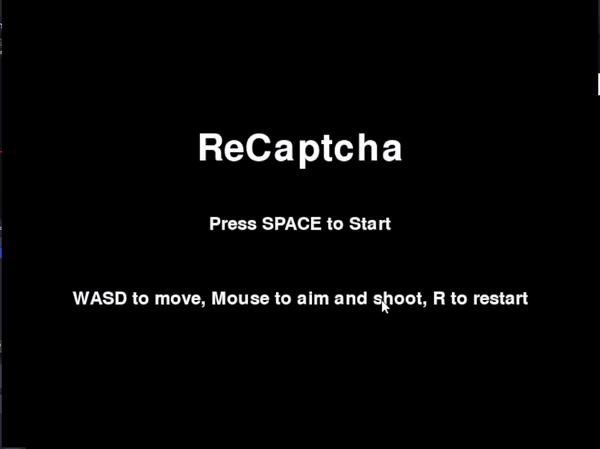 ReCaptcha
Press SPACE to Start
WASD to move, Mouse to aim and shoot, R to restart